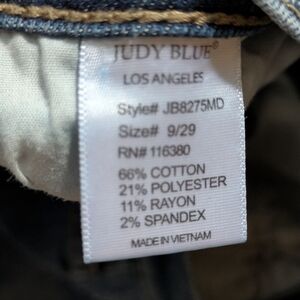 JUDY BLUE®
LOS ANGELES
Style# JB8275MD
Size# 9/29
RN# 116380
66% COTTON
21% POLYESTER
11% RAYON
2% SPANDEX
MADE IN VIETNAM